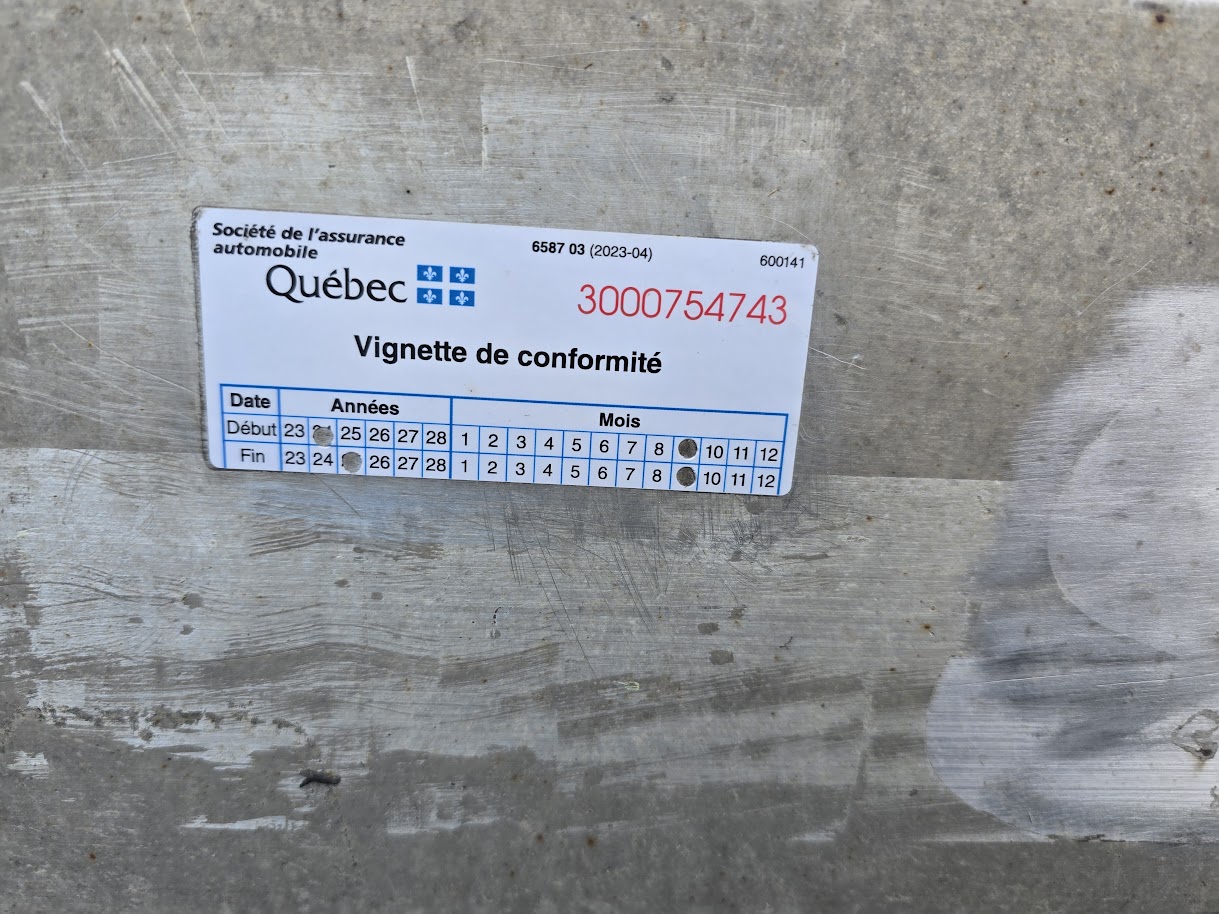 Société de l'assurance
automobile
Québec
6587 03 (2023-04)
600141
3000754743
Vignette de conformité
Date Années Mois
Début 23 25 26 27 28 1 2 3 4 5 6 7 8 10 11 12
Fin 23 24 26 27 28 1 2 3 4 5 6 7 8 10 11 12